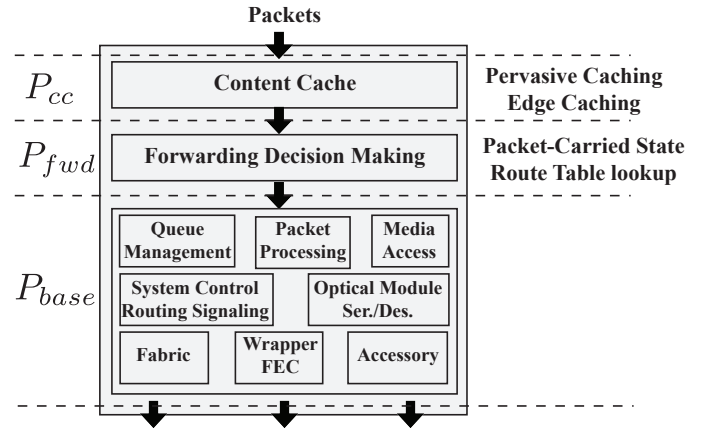 Packets
P_cc
Content Cache
Pervasive Caching
Edge Caching
P_fwd
Forwarding Decision Making
Packet-Carried State
Route Table lookup
P_base
Queue
Management
Packet
Processing
Media
Access
System Control
Routing Signaling
Optical Module
Ser./Des.
Fabric
Wrapper
FEC
Accessory